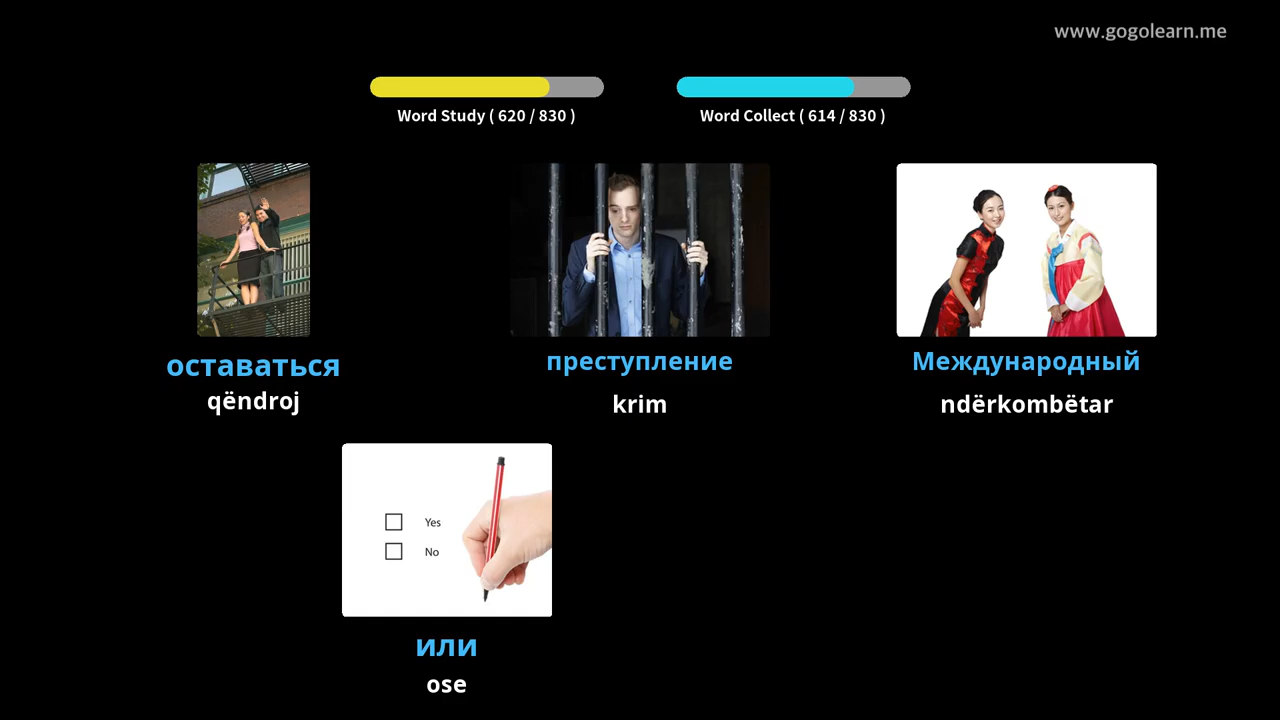 www.gogolearn.me
Word Study ( 620 / 830 )
Word Collect ( 614 / 830 )
оставаться
qëndroj
преступление
krim
Международный
ndërkombëtar
Yes
No
или
ose